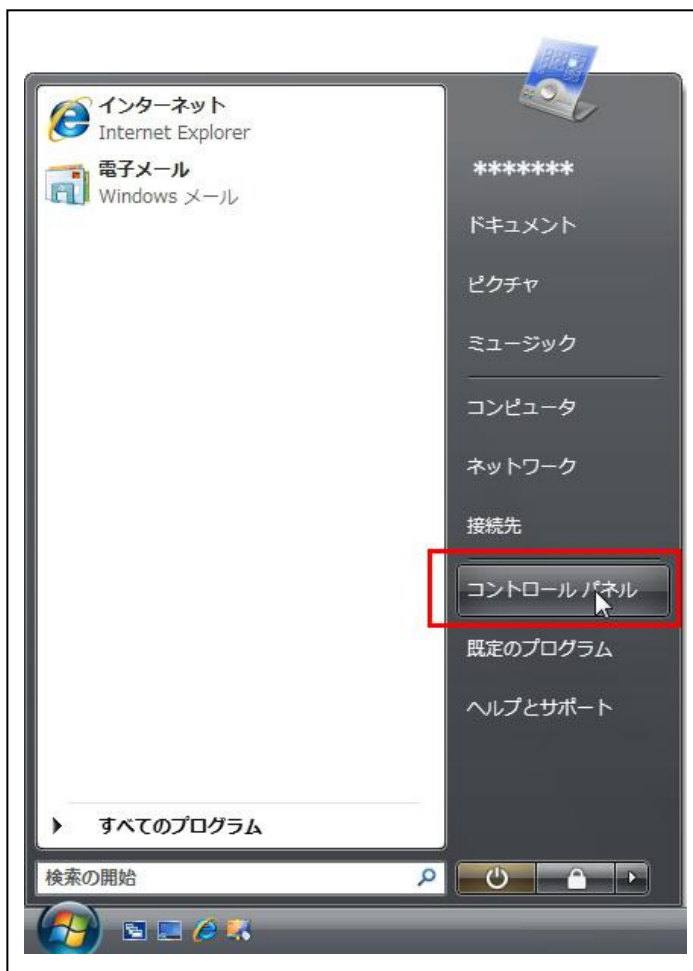 インターネット
Internet Explorer
電子メール
Windows メール
*******
ドキュメント
ピクチャ
ミュージック
コンピュータ
ネットワーク
接続先
コントロール パネル
既定のプログラム
ヘルプとサポート
すべてのプログラム
検索の開始